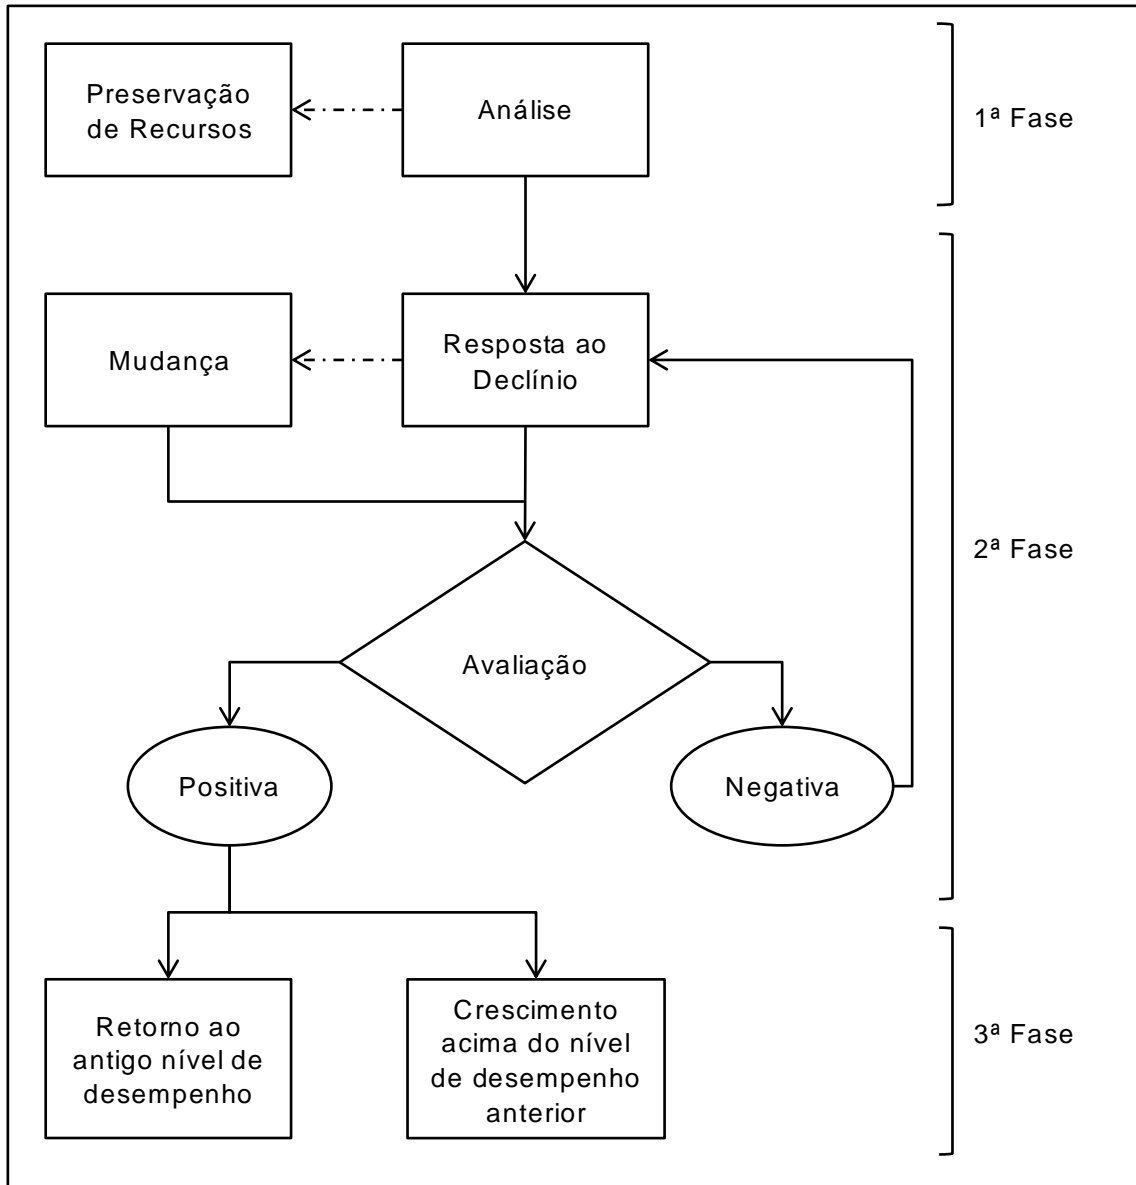 Preservação
de Recursos
Análise
1ª Fase
Mudança
Resposta ao
Declínio
2ª Fase
Avaliação
Positiva
Negativa
Retorno ao
antigo nível de
desempenho
Crescimento
acima do nível
de desempenho
anterior
3ª Fase